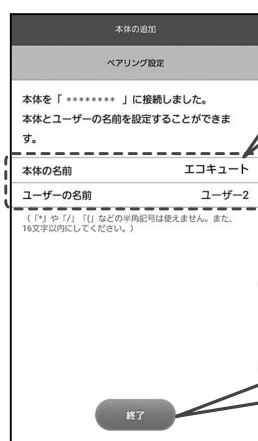 本体の追加
ペアリング設定
本体を「 ******** 」に接続しました。
本体とユーザーの名前を設定することができま
す。
本体の名前 エコキュート
ユーザーの名前 ユーザー2
（「*」や「/」「(」などの半角記号は使えません。また、
16文字以内にしてください。）
終了